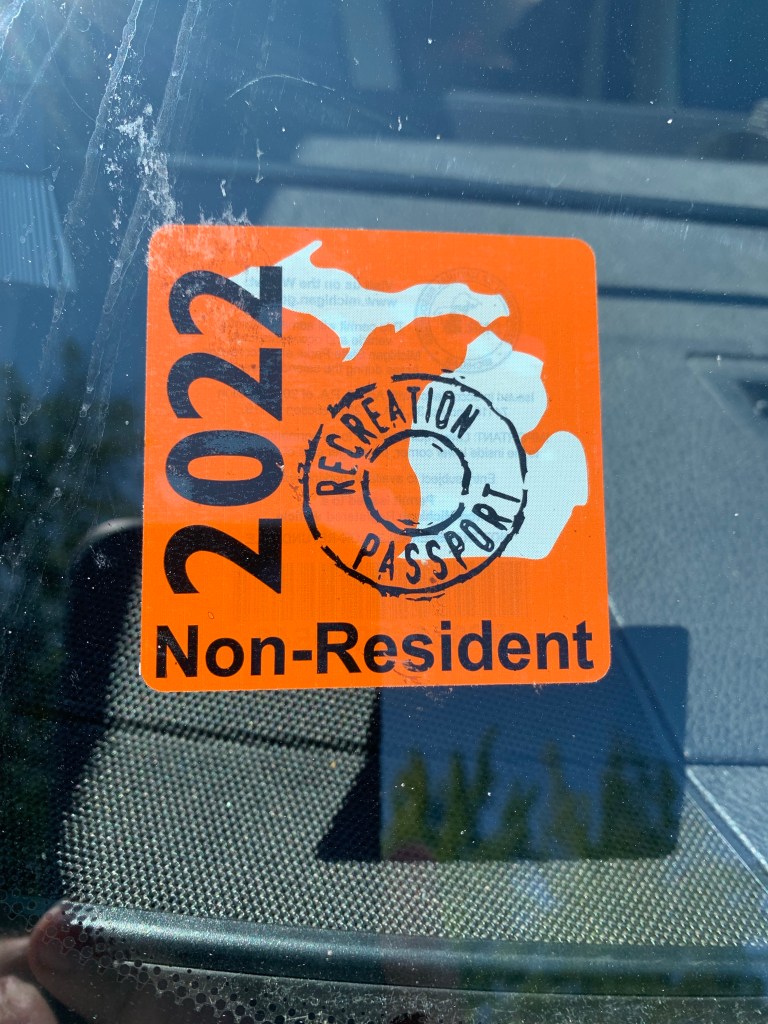 2022
RECREATION
PASSPORT
Non-Resident